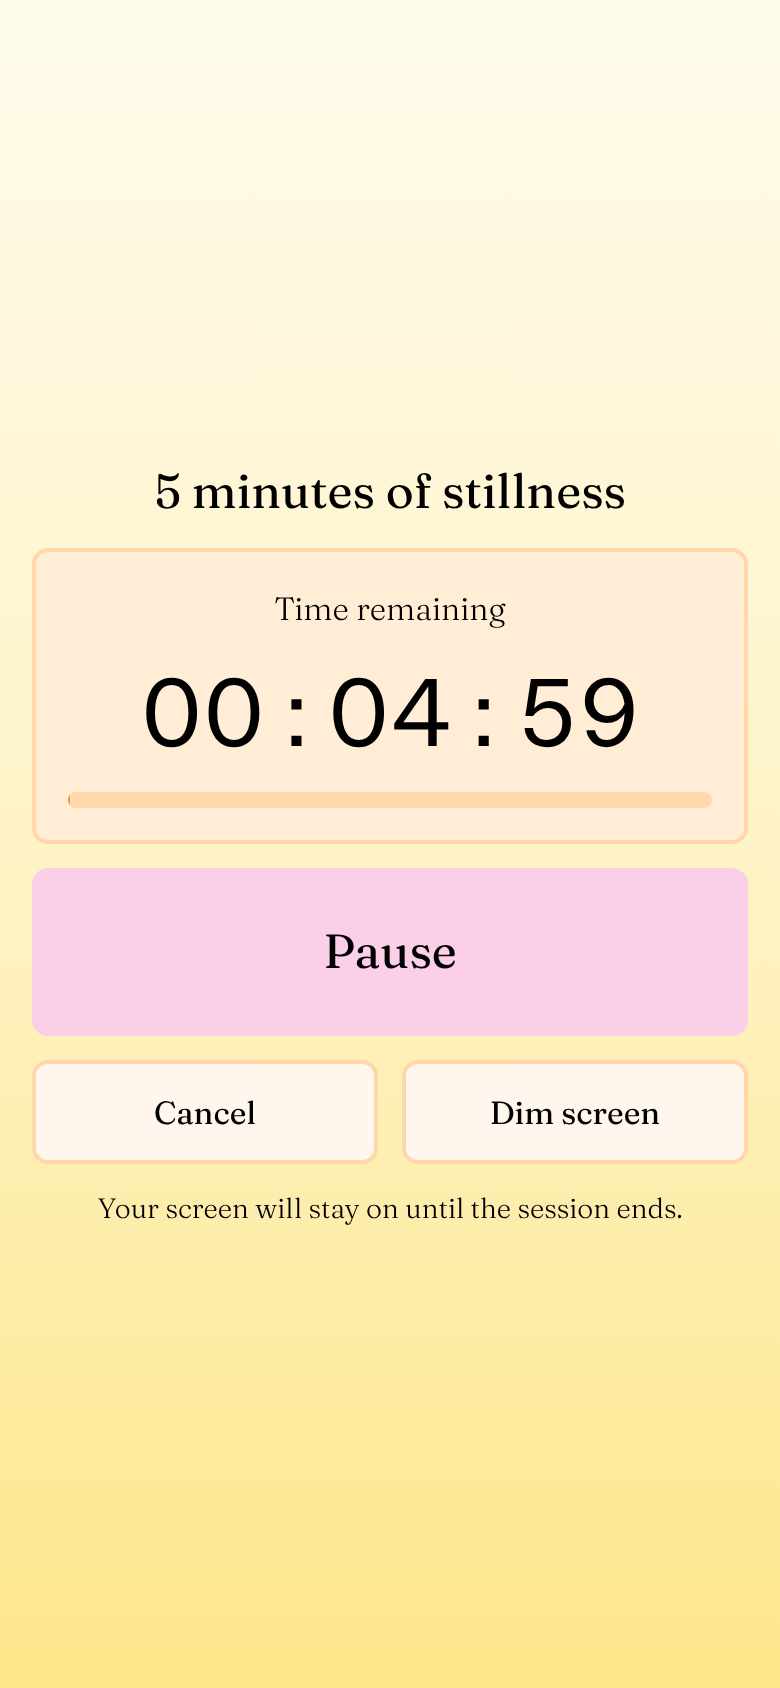 5 minutes of stillness
Time remaining
00 : 04 : 59
Pause
Cancel
Dim screen
Your screen will stay on until the session ends.